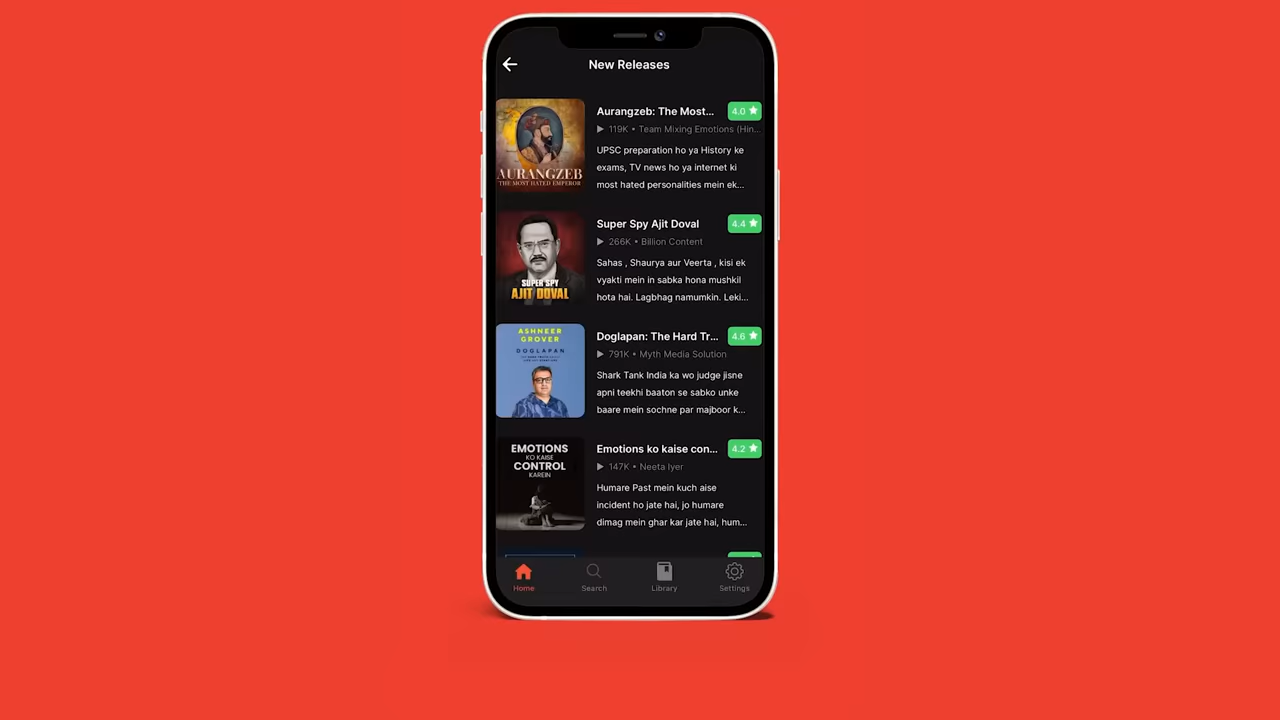 New Releases
AURANGZEB
THE MOST HATED EMPEROR
Aurangzeb: The Most...
4.0
119K • Team Mixing Emotions (Hin...
UPSC preparation ho ya History ke
exams, TV news ho ya internet ki
most hated personalities mein ek...
SUPER SPY
AJIT DOVAL
Super Spy Ajit Doval
4.4
266K • Billion Content
Sahas , Shaurya aur Veerta , kisi ek
vyakti mein in sabka hona mushkil
hota hai. Lagbhag namumkin. Leki...
ASHNEER
GROVER
DOGLAPAN
Doglapan: The Hard Tr...
4.6
791K • Myth Media Solution
Shark Tank India ka wo judge jisne
apni teekhi baaton se sabko unke
baare mein sochne par majboor k...
EMOTIONS
KO KAISE
CONTROL
KAREIN
Emotions ko kaise con...
4.2
147K • Neeta Iyer
Humare Past mein kuch aise
incident ho jate hai, jo humare
dimag mein ghar kar jate hai, hum...
Home
Search
Library
Settings